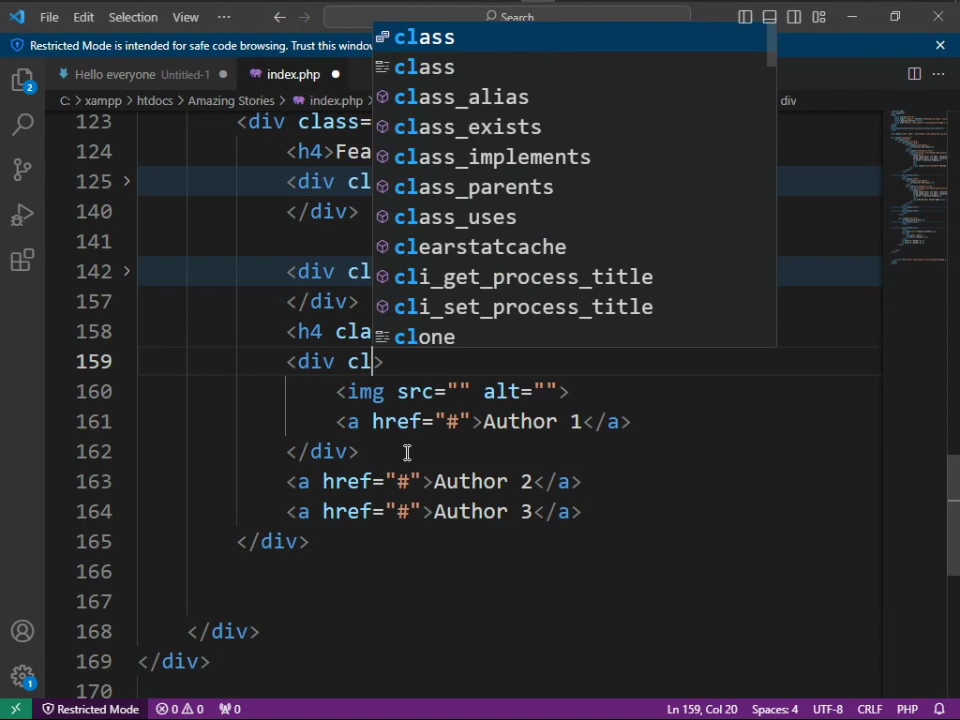 File Edit Selection View ··· Search
Restricted Mode is intended for safe code browsing. Trust this window
Hello everyone Untitled-1 index.php
C: > xampp > htdocs > Amazing Stories > index.php > div
class
class
class_alias
class_exists
class_implements
class_parents
class_uses
clearstatcache
cli_get_process_title
cli_set_process_title
clone
123 <div class=
124 <h4>Fea
125 <div cl
140 </div>
141
142 <div cl
157 </div>
158 <h4 cla
159 <div cl>
160 <img src="" alt="">
161 <a href="#">Author 1</a>
162 </div>
163 <a href="#">Author 2</a>
164 <a href="#">Author 3</a>
165 </div>
166
167
168 </div>
169 </div>
170
2
1
Restricted Mode 0 0 0 Ln 159, Col 20 Spaces: 4 UTF-8 CRLF PHP